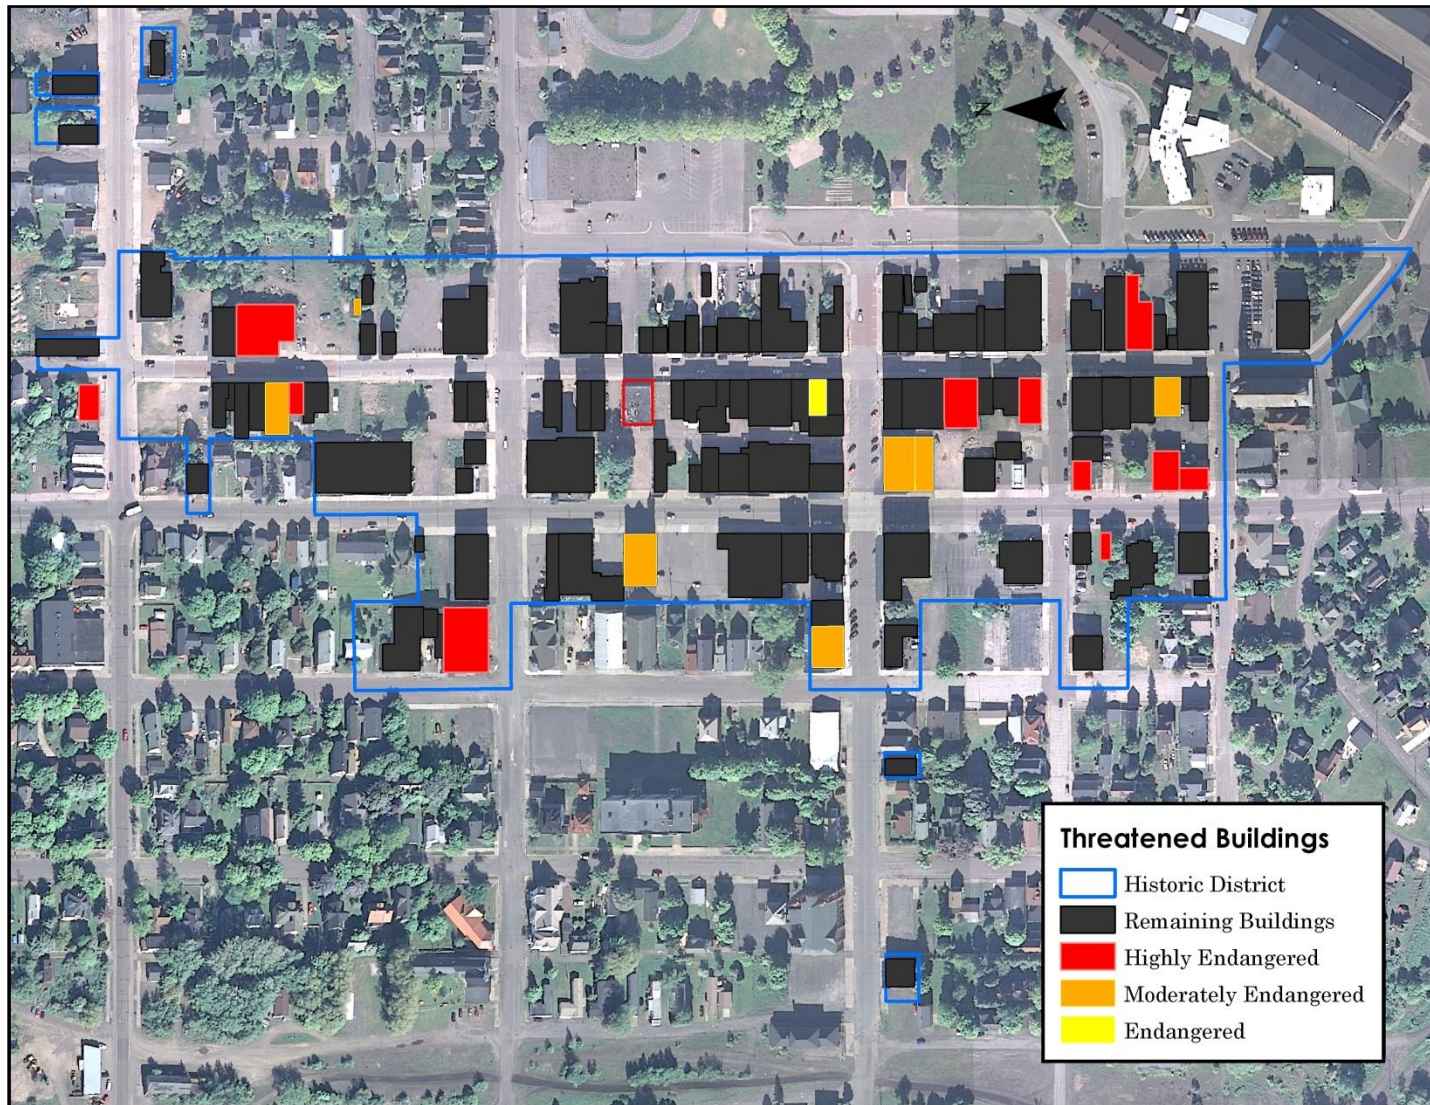 N
Threatened Buildings
Historic District
Remaining Buildings
Highly Endangered
Moderately Endangered
Endangered